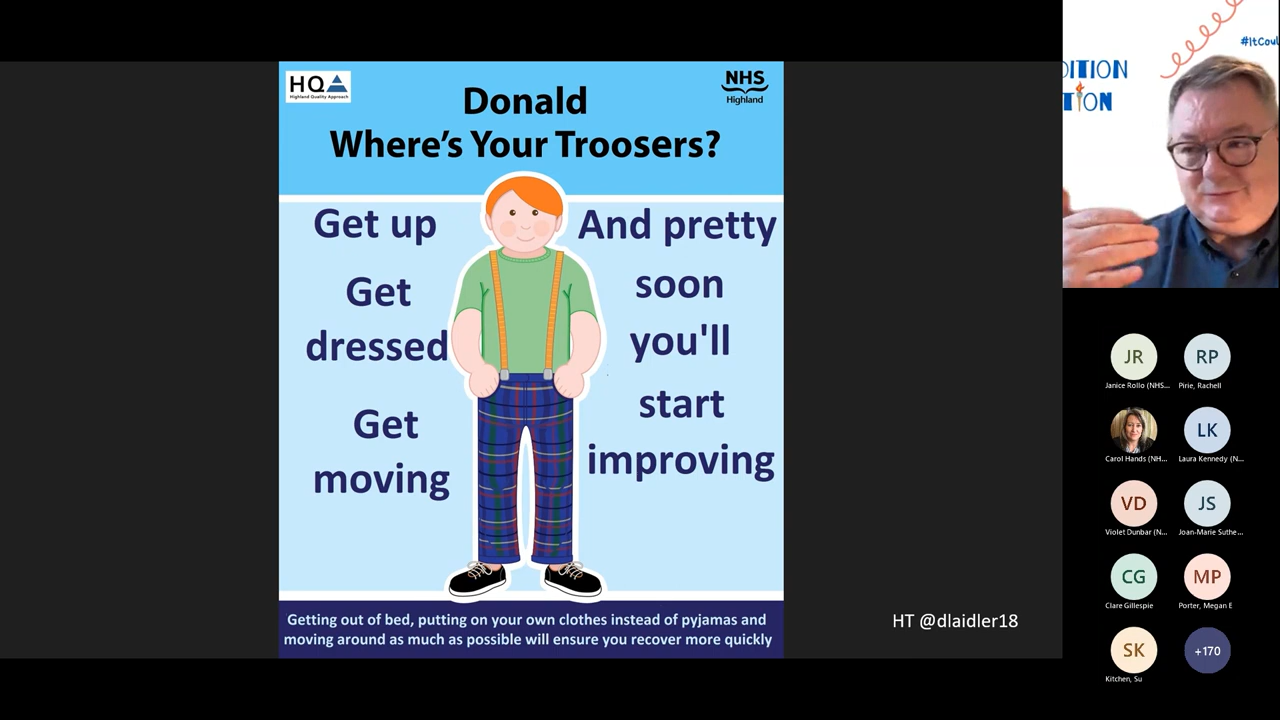 HQA
Highland Quality Approach
NHS
Highland
Donald
Where's Your Troosers?
Get up
Get
dressed
Get
moving
And pretty
soon
you'll
start
improving
Getting out of bed, putting on your own clothes instead of pyjamas and
moving around as much as possible will ensure you recover more quickly
HT @dlaidler18
#ItCoul
DITION
TION
JR
RP
Janice Rollo (NHS...
Pirie, Rachell
LK
Carol Hands (NH...
Laura Kennedy (N...
VD
JS
Violet Dunbar (N...
Joan-Marie Suthe...
CG
MP
Clare Gillespie
Porter, Megan E
SK
+170
Kitchen, Su